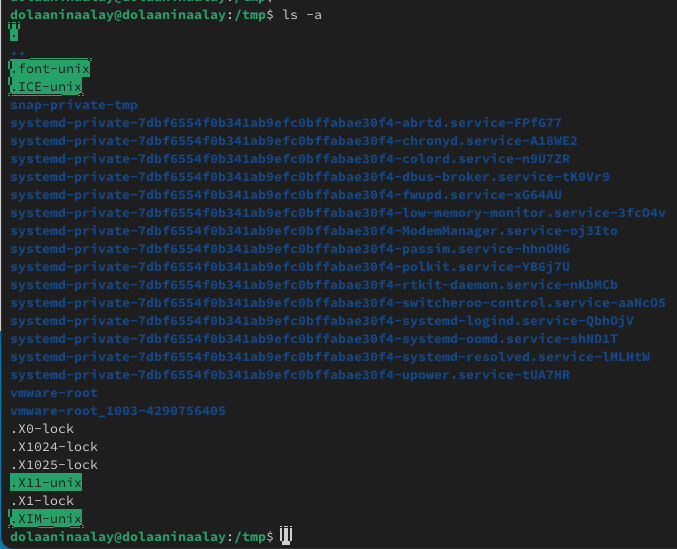 dolaaninaalay@dolaaninaalay:/tmp$ ls -a
.
..
.font-unix
.ICE-unix
snap-private-tmp
systemd-private-7dbf6554f0b341ab9efc0bffabae30f4-abrtd.service-FPfG77
systemd-private-7dbf6554f0b341ab9efc0bffabae30f4-chronyd.service-A18WE2
systemd-private-7dbf6554f0b341ab9efc0bffabae30f4-colord.service-n9U7ZR
systemd-private-7dbf6554f0b341ab9efc0bffabae30f4-dbus-broker.service-tK0Vr9
systemd-private-7dbf6554f0b341ab9efc0bffabae30f4-fwupd.service-xG64AU
systemd-private-7dbf6554f0b341ab9efc0bffabae30f4-low-memory-monitor.service-3fcO4v
systemd-private-7dbf6554f0b341ab9efc0bffabae30f4-ModemManager.service-oj3Ito
systemd-private-7dbf6554f0b341ab9efc0bffabae30f4-passim.service-hhnOHG
systemd-private-7dbf6554f0b341ab9efc0bffabae30f4-polkit.service-YB6j7U
systemd-private-7dbf6554f0b341ab9efc0bffabae30f4-rtkit-daemon.service-nKbMCb
systemd-private-7dbf6554f0b341ab9efc0bffabae30f4-switcheroo-control.service-aaNcO5
systemd-private-7dbf6554f0b341ab9efc0bffabae30f4-systemd-logind.service-QbhOjV
systemd-private-7dbf6554f0b341ab9efc0bffabae30f4-systemd-oomd.service-shND1T
systemd-private-7dbf6554f0b341ab9efc0bffabae30f4-systemd-resolved.service-lMLHtW
systemd-private-7dbf6554f0b341ab9efc0bffabae30f4-upower.service-tUA7HR
vmware-root
vmware-root_1003-4290756405
.X0-lock
.X1024-lock
.X1025-lock
.X11-unix
.X1-lock
.XIM-unix
dolaaninaalay@dolaaninaalay:/tmp$